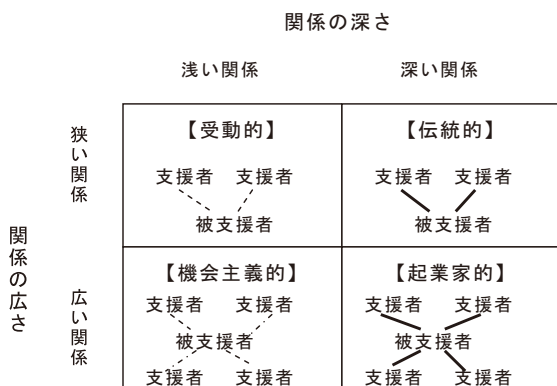 関係の深さ
浅い関係 深い関係
関係の広さ
狭い関係
【受動的】 【伝統的】
支援者 支援者 支援者 支援者
被支援者 被支援者
広い関係
【機会主義的】 【起業家的】
支援者 支援者 支援者 支援者
被支援者 被支援者
支援者 支援者 支援者 支援者